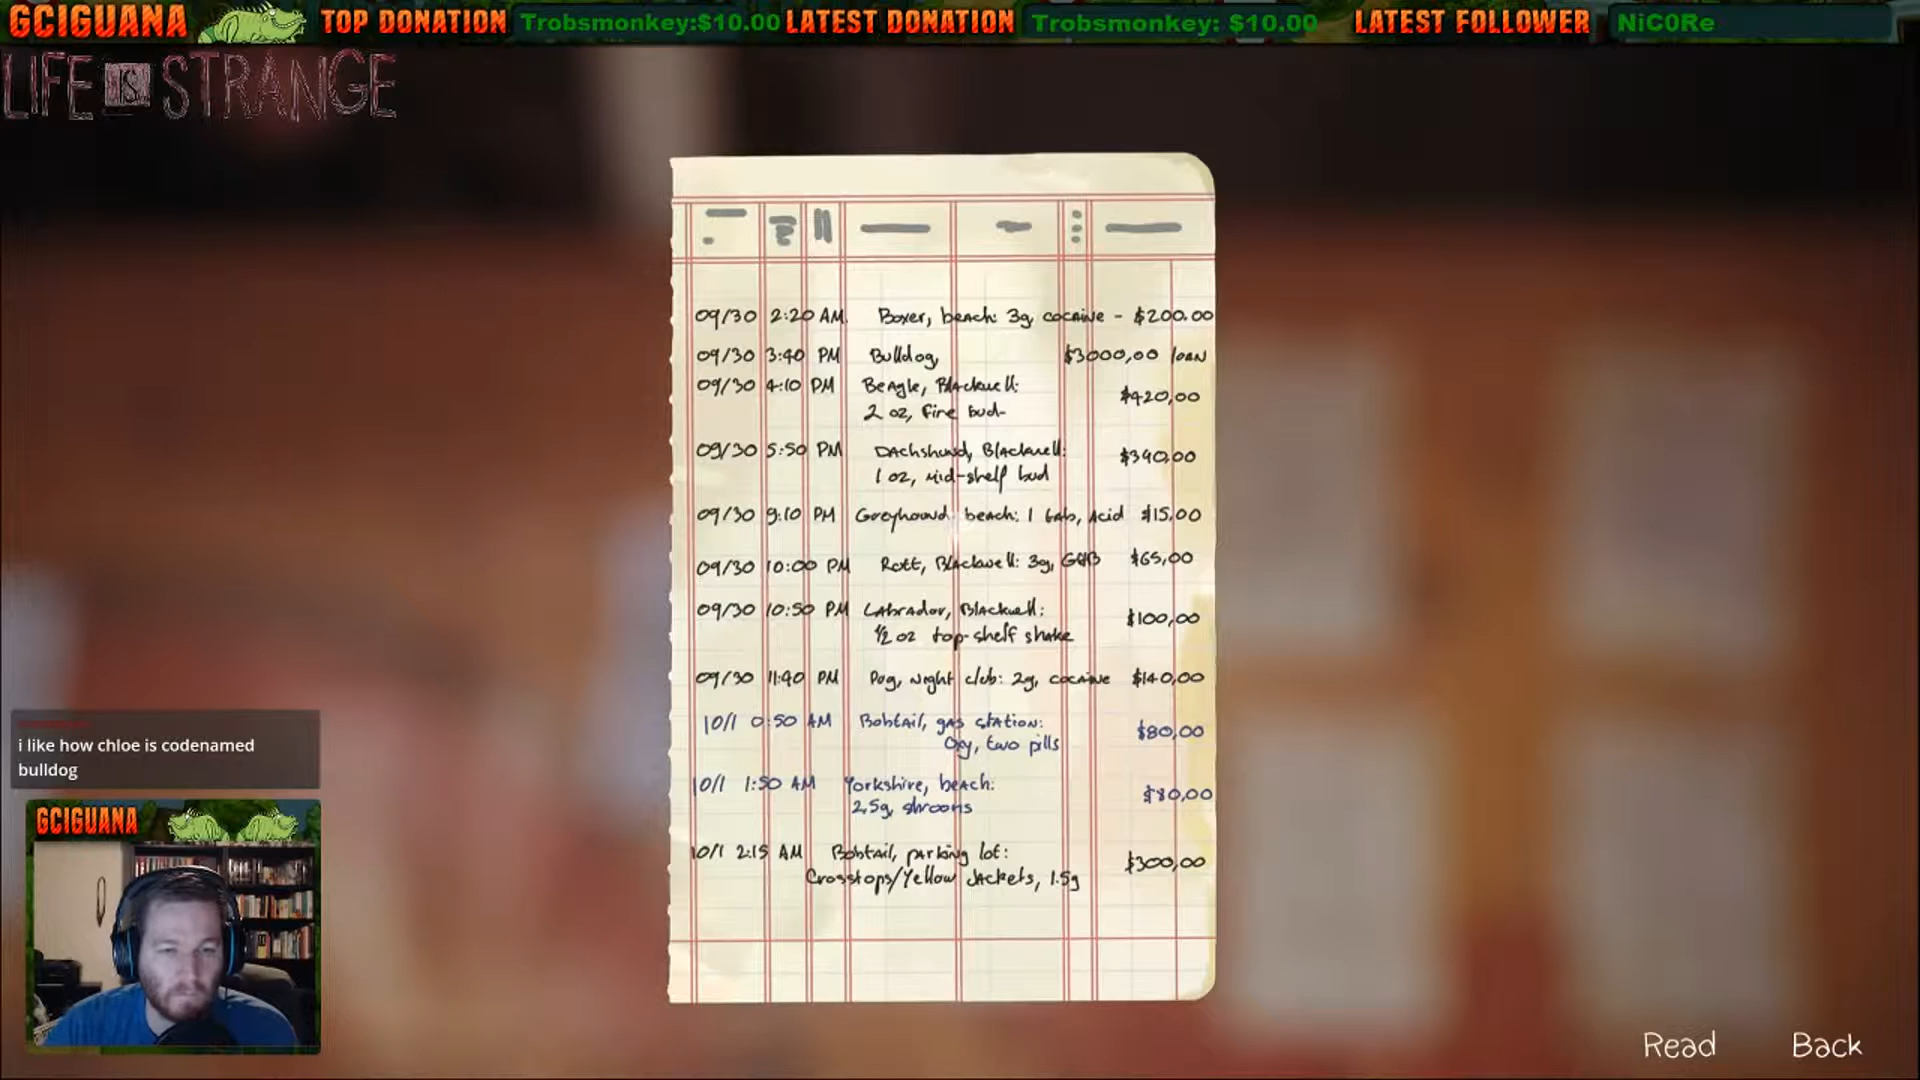 GCIGUANA TOP DONATION Trobsmonkey:$10.00 LATEST DONATION Trobsmonkey: $10.00 LATEST FOLLOWER NiC0Re
LIFE IS STRANGE
09/30 2:20 AM. Boxer, beach: 3g, cocaine - $200.00
09/30 3:40 PM Bulldog, $3000,00 loan
09/30 4:10 PM Beagle, Blackwell: $420,00
2 oz, fire bud-
09/30 5:50 PM Dachshund, Blackwell: $340,00
1 oz, mid-shelf bud
09/30 9:10 PM Greyhound, beach: 1 tab, Acid $15,00
09/30 10:00 PM Rott, Blackwell: 3g, GHB $65,00
09/30 10:50 PM Labrador, Blackwell: $100,00
1/2 oz top-shelf shake
09/30 11:40 PM Pug, night club: 2g, cocaine $140,00
10/1 0:50 AM Bobtail, gas station: $80,00
Oxy, two pills
10/1 1:50 AM Yorkshire, beach: $80,00
2,5g, shrooms
10/1 2:15 AM Bobtail, parking lot: $300,00
Crosstops/Yellow Jackets, 1.5g
i like how chloe is codenamed
bulldog
GCIGUANA
Read Back